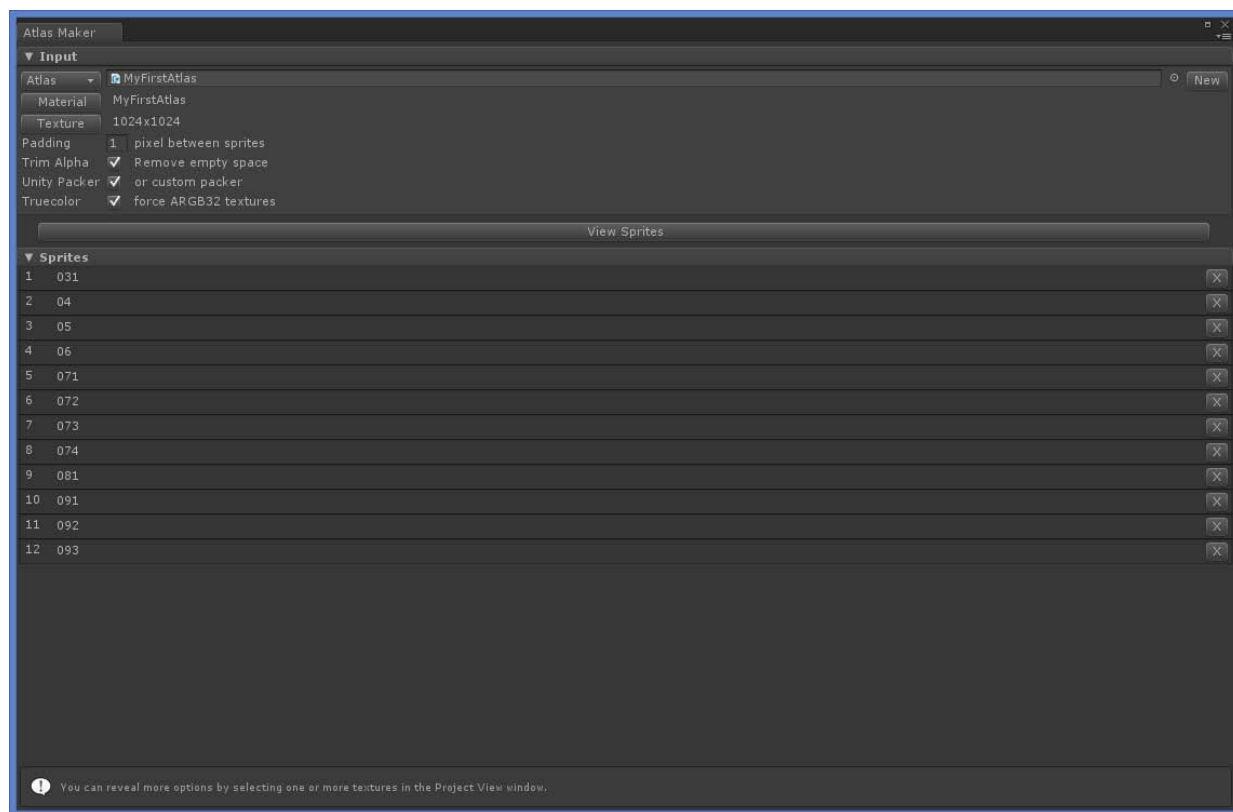 Atlas Maker
▼ Input
Atlas MyFirstAtlas New
Material MyFirstAtlas
Texture 1024x1024
Padding 1 pixel between sprites
Trim Alpha Remove empty space
Unity Packer or custom packer
Truecolor force ARGB32 textures
View Sprites
▼ Sprites
1 031 X
2 04 X
3 05 X
4 06 X
5 071 X
6 072 X
7 073 X
8 074 X
9 081 X
10 091 X
11 092 X
12 093 X
You can reveal more options by selecting one or more textures in the Project View window.